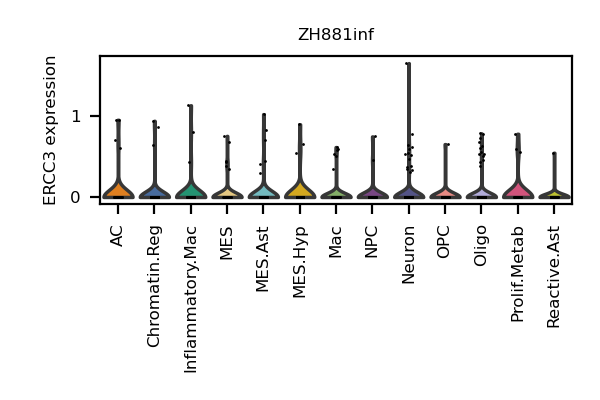 ZH881inf
ERCC3 expression
1
0
AC
Chromatin.Reg
Inflammatory.Mac
MES
MES.Ast
MES.Hyp
Mac
NPC
Neuron
OPC
Oligo
Prolif.Metab
Reactive.Ast